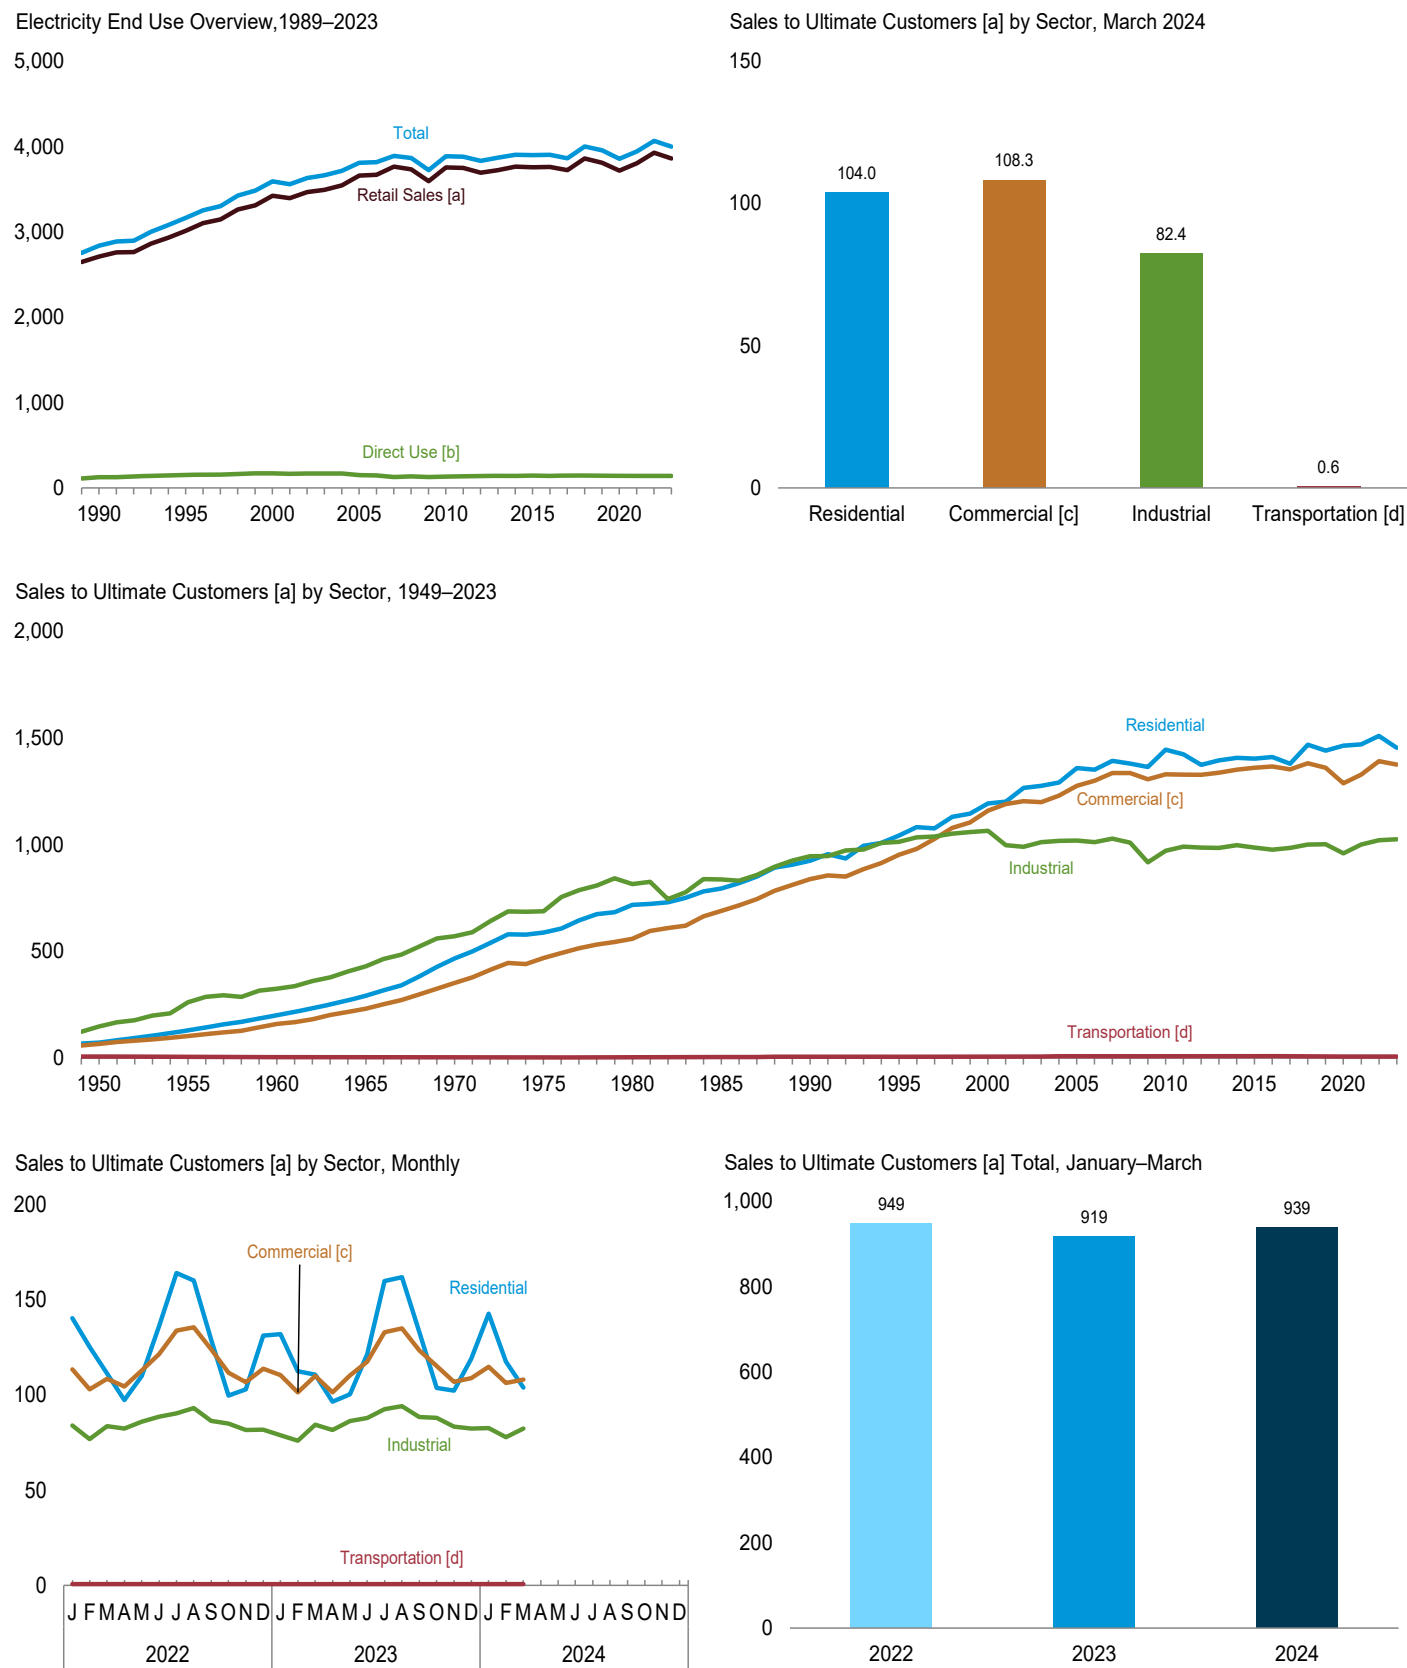 Electricity End Use Overview,1989–2023
5,000
4,000
3,000
2,000
1,000
0
Total
Retail Sales [a]
Direct Use [b]
1990 1995 2000 2005 2010 2015 2020
Sales to Ultimate Customers [a] by Sector, March 2024
150
100
50
0
104.0
108.3
82.4
0.6
Residential Commercial [c] Industrial Transportation [d]
Sales to Ultimate Customers [a] by Sector, 1949–2023
2,000
1,500
1,000
500
0
Residential
Commercial [c]
Industrial
Transportation [d]
1950 1955 1960 1965 1970 1975 1980 1985 1990 1995 2000 2005 2010 2015 2020
Sales to Ultimate Customers [a] by Sector, Monthly
200
150
100
50
0
Commercial [c]
Residential
Industrial
Transportation [d]
J F M A M J J A S O N D J F M A M J J A S O N D J F M A M J J A S O N D
2022 2023 2024
Sales to Ultimate Customers [a] Total, January–March
1,000
800
600
400
200
0
949
919
939
2022 2023 2024